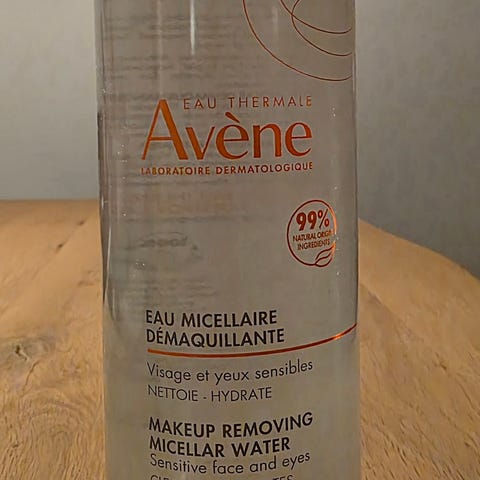 EAU THERMALE
Avène
LABORATOIRE DERMATOLOGIQUE
99%
NATURAL ORIGIN
INGREDIENTS
EAU MICELLAIRE
DÉMAQUILLANTE
Visage et yeux sensibles
NETTOIE - HYDRATE
MAKEUP REMOVING
MICELLAR WATER
Sensitive face and eyes